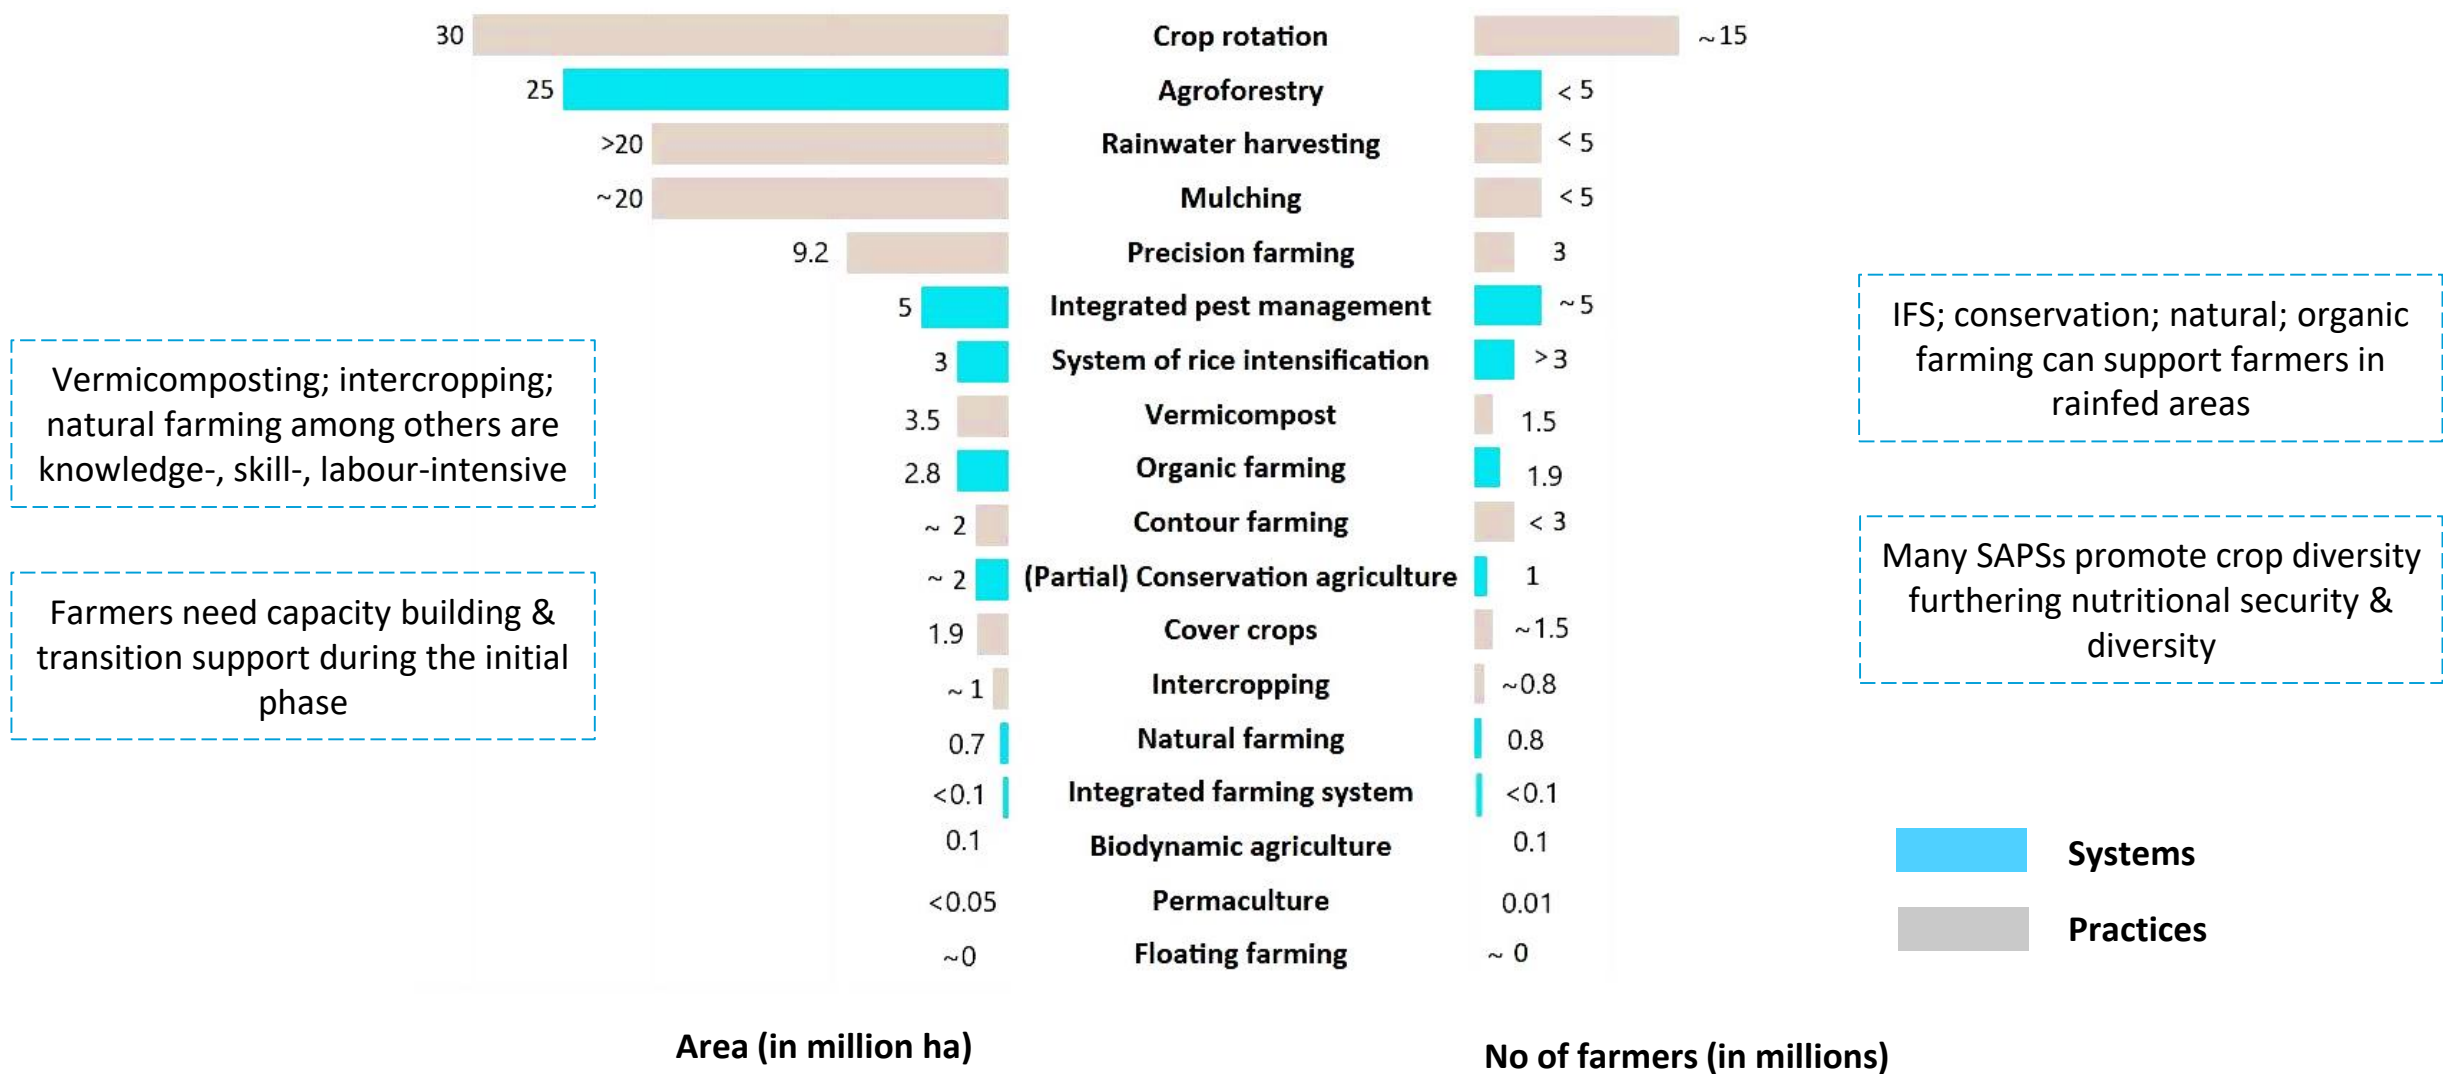 30 Crop rotation ~15
25 Agroforestry < 5
>20 Rainwater harvesting < 5
~20 Mulching < 5
9.2 Precision farming 3
5 Integrated pest management ~5
3 System of rice intensification >3
3.5 Vermicompost 1.5
2.8 Organic farming 1.9
~ 2 Contour farming < 3
~ 2 (Partial) Conservation agriculture 1
1.9 Cover crops ~1.5
~ 1 Intercropping ~0.8
0.7 Natural farming 0.8
<0.1 Integrated farming system <0.1
0.1 Biodynamic agriculture 0.1
<0.05 Permaculture 0.01
~0 Floating farming ~ 0
Area (in million ha)
No of farmers (in millions)
Vermicomposting; intercropping;
natural farming among others are
knowledge-, skill-, labour-intensive
Farmers need capacity building &
transition support during the initial
phase
IFS; conservation; natural; organic
farming can support farmers in
rainfed areas
Many SAPSs promote crop diversity
furthering nutritional security &
diversity
Systems
Practices